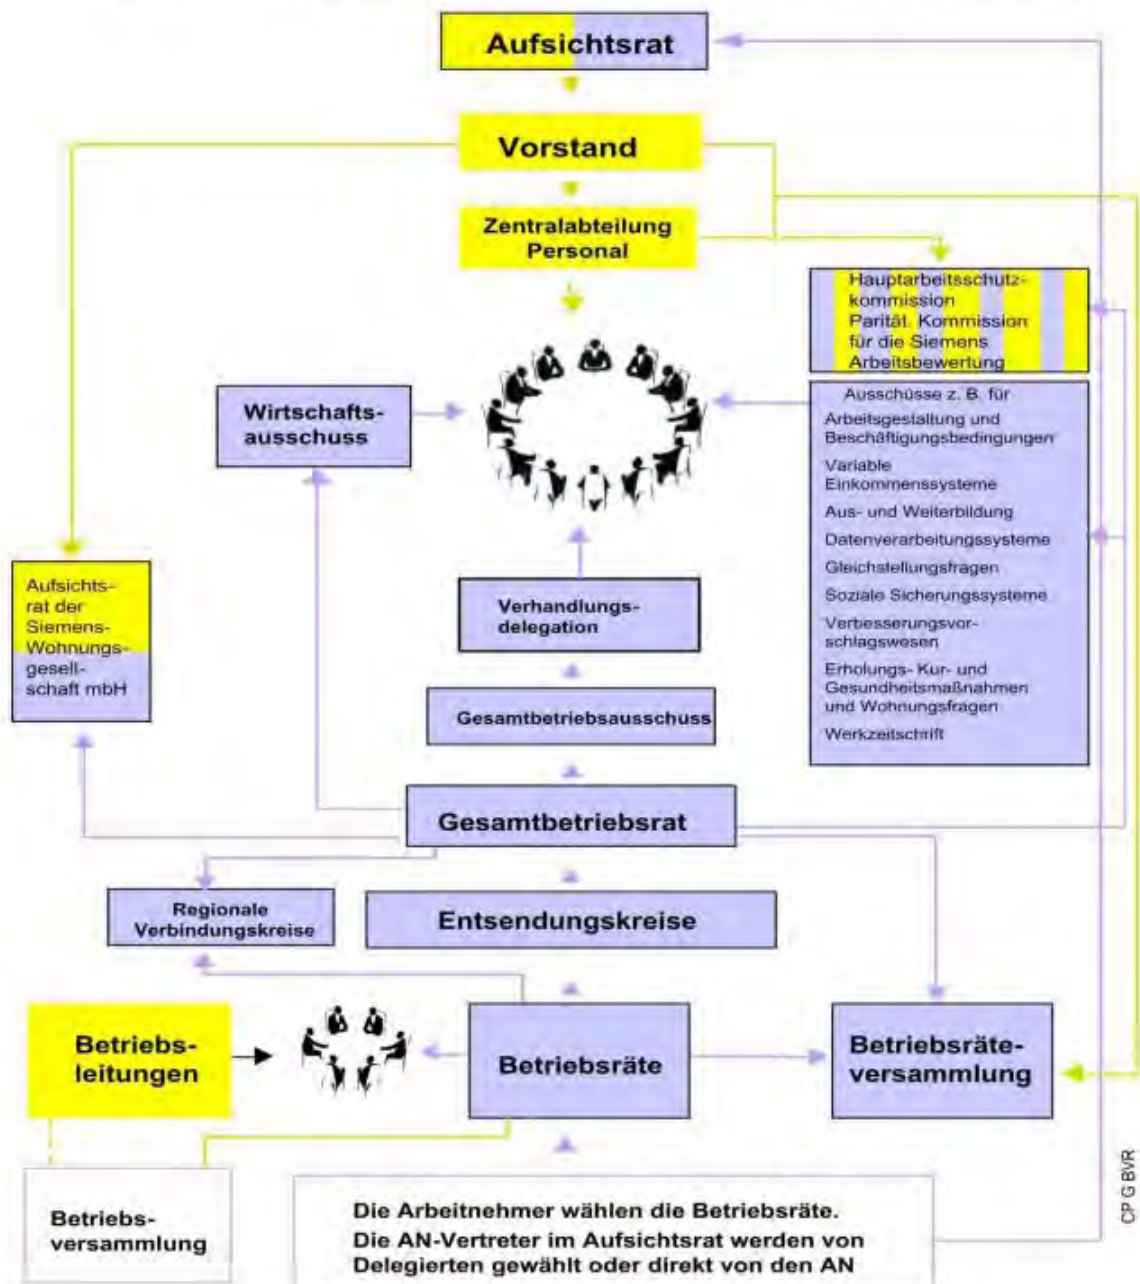 Aufsichtsrat
Vorstand
Zentralabteilung
Personal
Hauptarbeitsschutz-
kommission
Parität. Kommission
für die Siemens
Arbeitsbewertung
Wirtschafts-
ausschuss
Ausschüsse z. B. für
Arbeitsgestaltung und
Beschäftigungsbedingungen
Variable
Einkommenssysteme
Aus- und Weiterbildung
Datenverarbeitungssysteme
Gleichstellungsfragen
Soziale Sicherungssysteme
Verbesserungsvor-
schlagswesen
Erholungs- Kur- und
Gesundheitsmaßnahmen
und Wohnungsfragen
Werkzeitschrift
Aufsichts-
rat der
Siemens-
Wohnungs-
gesell-
schaft mbH
Verhandlungs-
delegation
Gesamtbetriebsausschuss
Gesamtbetriebsrat
Regionale
Verbindungskreise
Entsendungskreise
Betriebs-
leitungen
Betriebsräte
Betriebsräte-
versammlung
Betriebs-
versammlung
Die Arbeitnehmer wählen die Betriebsräte.
Die AN-Vertreter im Aufsichtsrat werden von
Delegierten gewählt oder direkt von den AN
CP G BVR